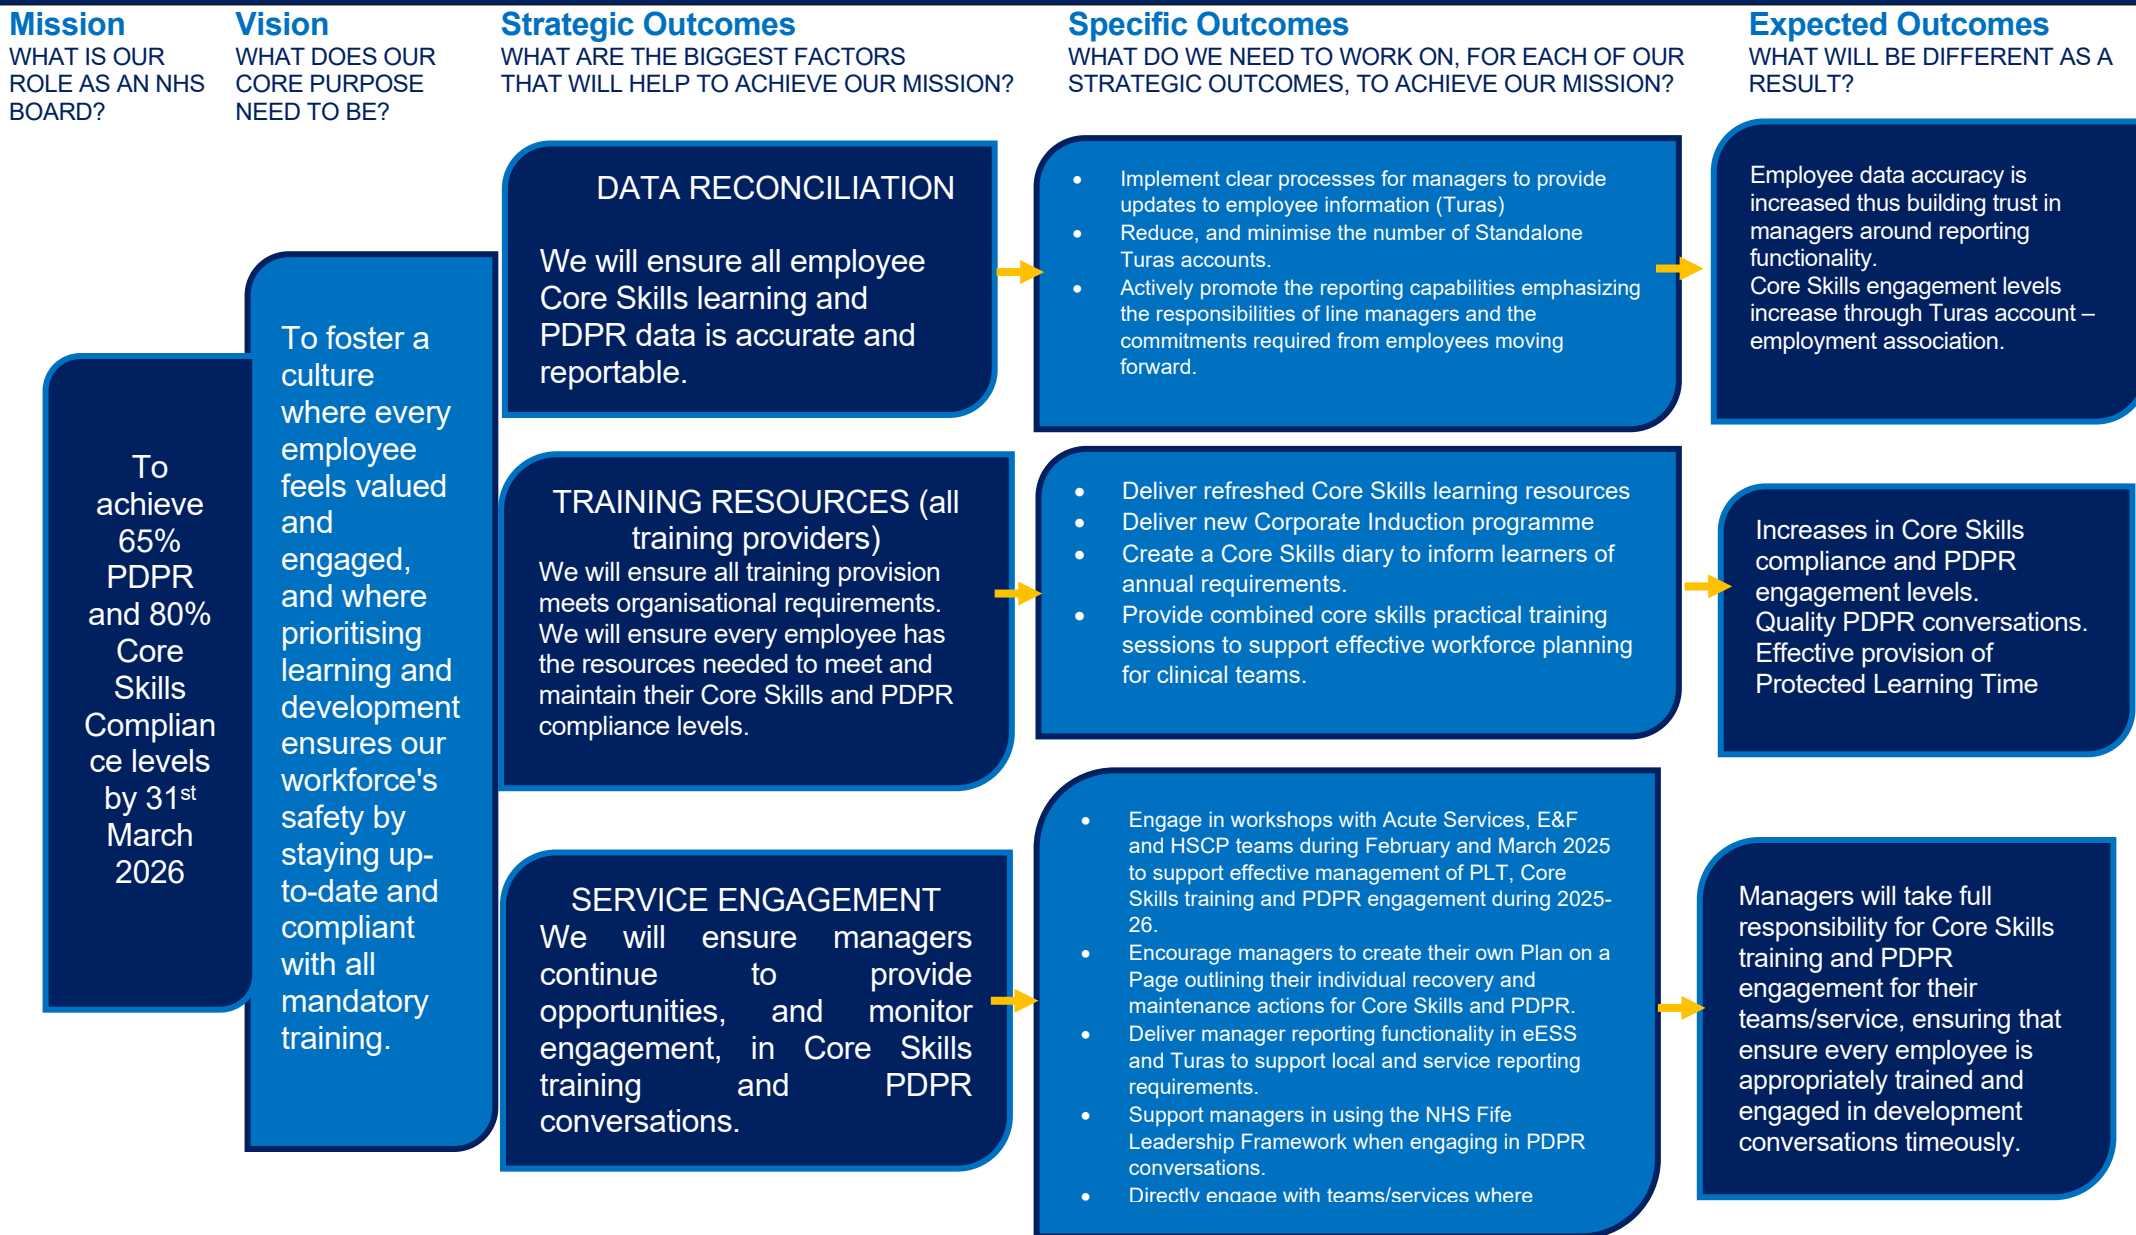 Mission
WHAT IS OUR
ROLE AS AN NHS
BOARD?
Vision
WHAT DOES OUR
CORE PURPOSE
NEED TO BE?
Strategic Outcomes
WHAT ARE THE BIGGEST FACTORS
THAT WILL HELP TO ACHIEVE OUR MISSION?
Specific Outcomes
WHAT DO WE NEED TO WORK ON, FOR EACH OF OUR
STRATEGIC OUTCOMES, TO ACHIEVE OUR MISSION?
Expected Outcomes
WHAT WILL BE DIFFERENT AS A
RESULT?
To
achieve
65%
PDPR
and 80%
Core
Skills
Complian
ce levels
by 31st
March
2026
To foster a
culture
where every
employee
feels valued
and
engaged,
and where
prioritising
learning and
development
ensures our
workforce's
safety by
staying up-
to-date and
compliant
with all
mandatory
training.
DATA RECONCILIATION
We will ensure all employee
Core Skills learning and
PDPR data is accurate and
reportable.
• Implement clear processes for managers to provide
updates to employee information (Turas)
• Reduce, and minimise the number of Standalone
Turas accounts.
• Actively promote the reporting capabilities emphasizing
the responsibilities of line managers and the
commitments required from employees moving
forward.
Employee data accuracy is
increased thus building trust in
managers around reporting
functionality.
Core Skills engagement levels
increase through Turas account –
employment association.
TRAINING RESOURCES (all
training providers)
We will ensure all training provision
meets organisational requirements.
We will ensure every employee has
the resources needed to meet and
maintain their Core Skills and PDPR
compliance levels.
• Deliver refreshed Core Skills learning resources
• Deliver new Corporate Induction programme
• Create a Core Skills diary to inform learners of
annual requirements.
• Provide combined core skills practical training
sessions to support effective workforce planning
for clinical teams.
Increases in Core Skills
compliance and PDPR
engagement levels.
Quality PDPR conversations.
Effective provision of
Protected Learning Time
SERVICE ENGAGEMENT
We will ensure managers
continue to provide
opportunities, and monitor
engagement, in Core Skills
training and PDPR
conversations.
• Engage in workshops with Acute Services, E&F
and HSCP teams during February and March 2025
to support effective management of PLT, Core
Skills training and PDPR engagement during 2025-
26.
• Encourage managers to create their own Plan on a
Page outlining their individual recovery and
maintenance actions for Core Skills and PDPR.
• Deliver manager reporting functionality in eESS
and Turas to support local and service reporting
requirements.
• Support managers in using the NHS Fife
Leadership Framework when engaging in PDPR
conversations.
• Directly engage with teams/services where
Managers will take full
responsibility for Core Skills
training and PDPR
engagement for their
teams/service, ensuring that
ensure every employee is
appropriately trained and
engaged in development
conversations timeously.